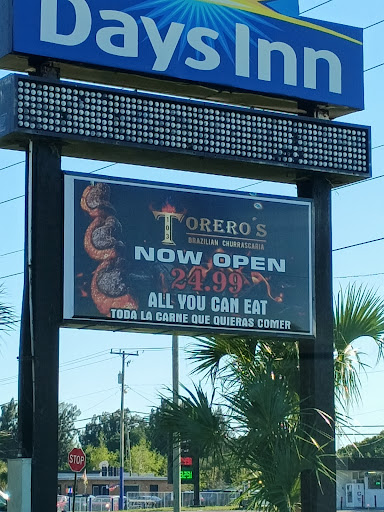 Days Inn
TORERO'S
BRAZILIAN CHURRASCARIA
NOW OPEN
24.99
ALL YOU CAN EAT
TODA LA CARNE QUE QUIERAS COMER
STOP